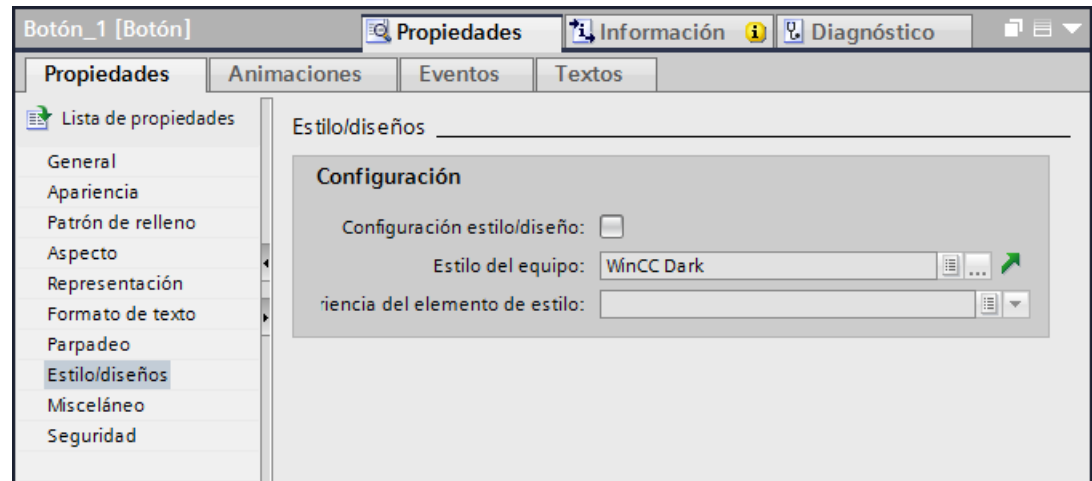 Botón_1 [Botón]
Propiedades
Información
Diagnóstico
Propiedades
Animaciones
Eventos
Textos
Lista de propiedades
General
Apariencia
Patrón de relleno
Aspecto
Representación
Formato de texto
Parpadeo
Estilo/diseños
Misceláneo
Seguridad
Estilo/diseños
Configuración
Configuración estilo/diseño:
Estilo del equipo: WinCC Dark
...
riencia del elemento de estilo: